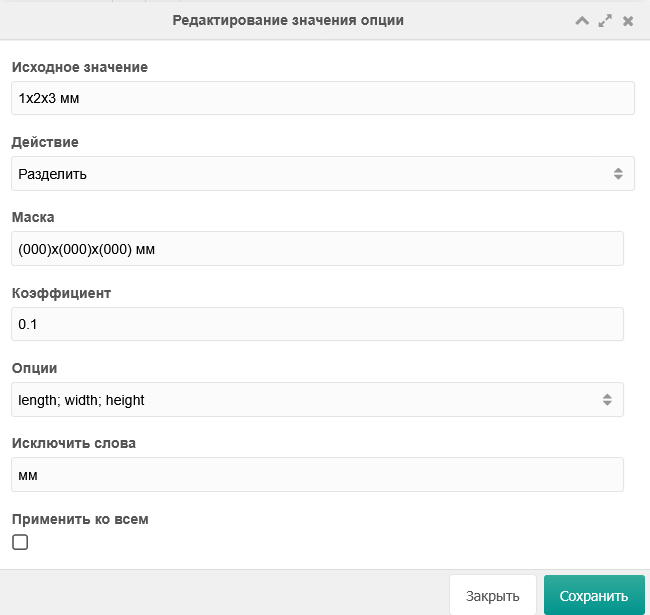 Редактирование значения опции
Исходное значение
1x2x3 мм
Действие
Разделить
Маска
(000)x(000)x(000) мм
Коэффициент
0.1
Опции
length; width; height
Исключить слова
мм
Применить ко всем
Закрыть
Сохранить